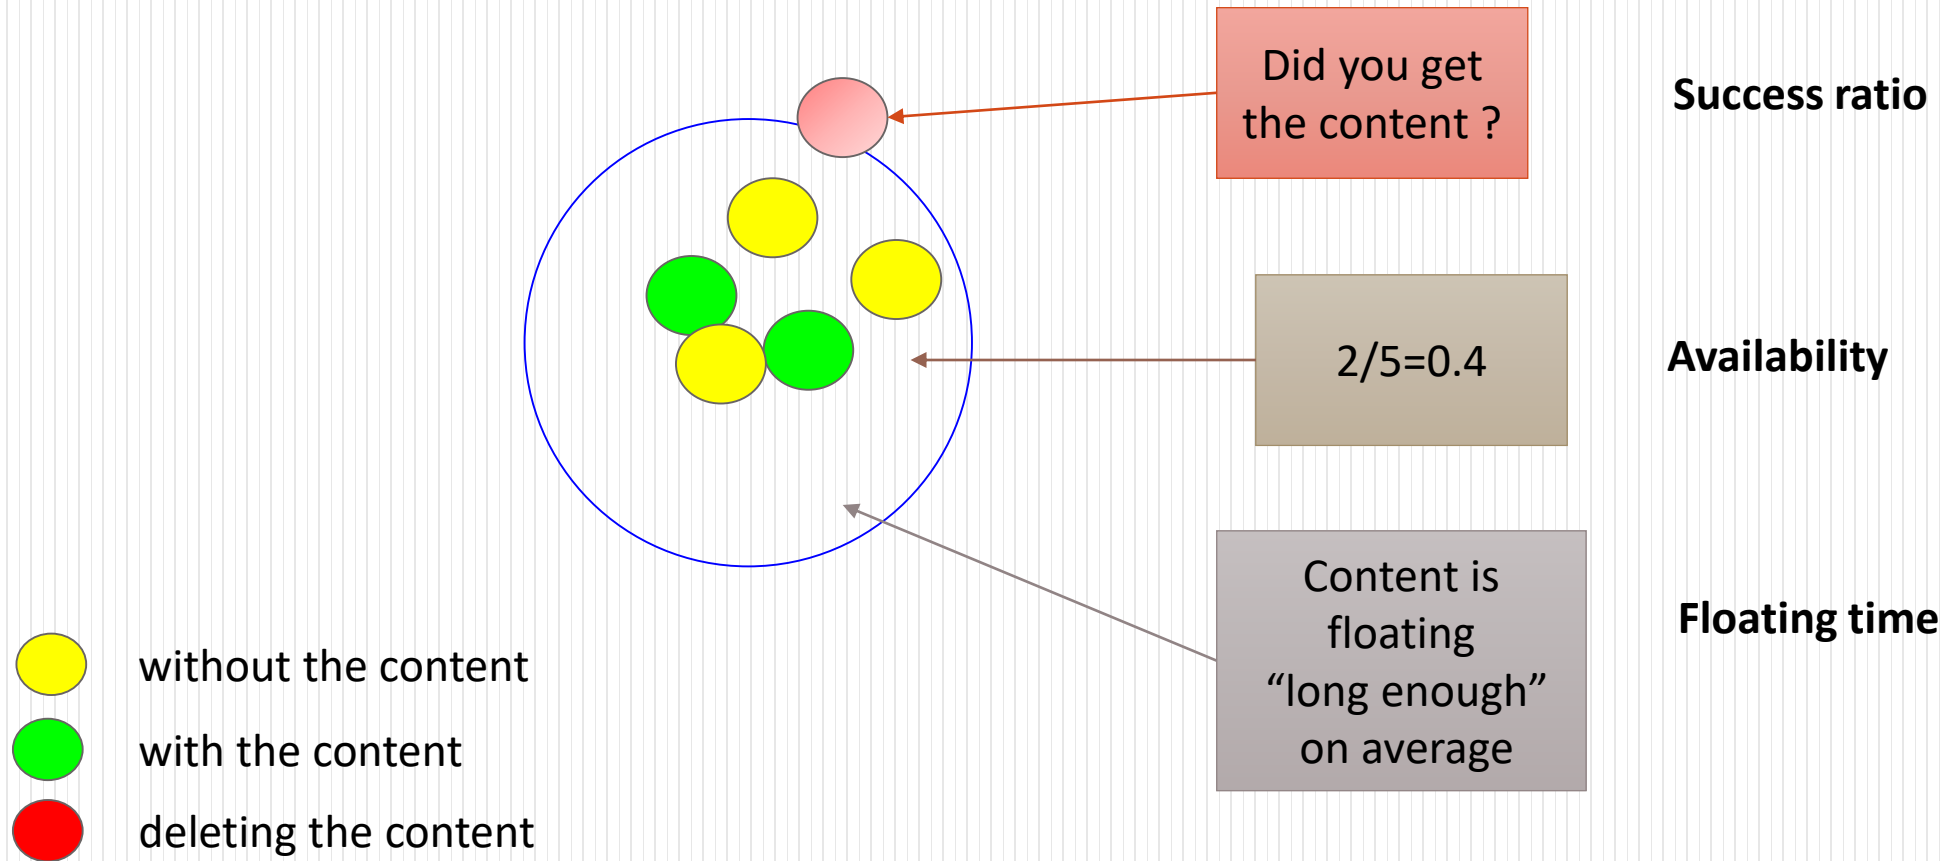 Did you get
the content ?
Success ratio
2/5=0.4
Availability
Content is
floating
“long enough”
on average
Floating time
without the content
with the content
deleting the content